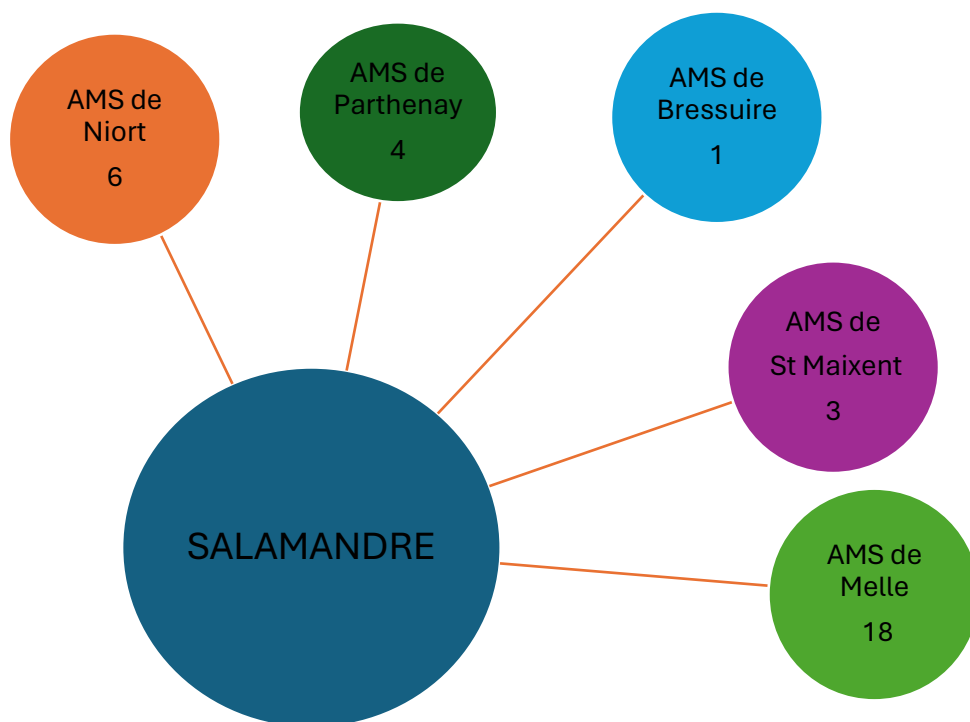 AMS de
Niort
6
AMS de
Parthenay
4
AMS de
Bressuire
1
AMS de
St Maixent
3
SALAMANDRE
AMS de
Melle
18